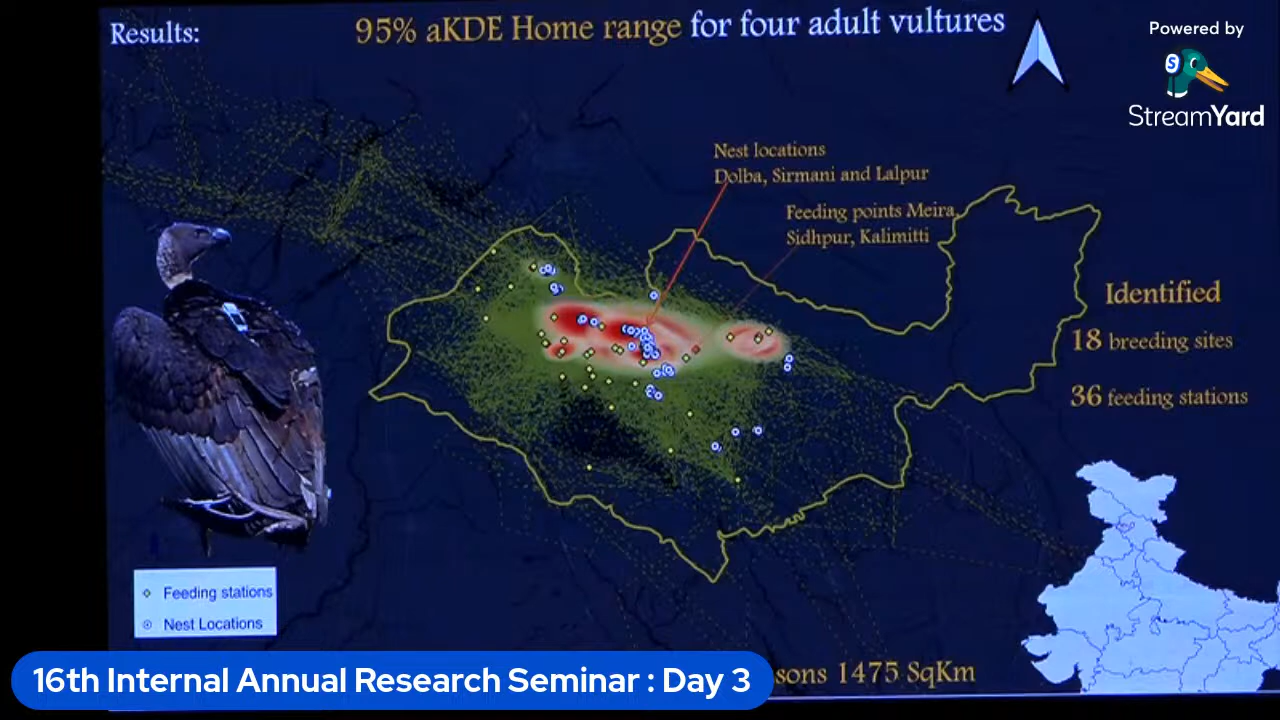 Results:
95% aKDE Home range for four adult vultures
Powered by
StreamYard
Nest locations
Dolba, Sirmani and Lalpur
Feeding points Meira
Sidhpur, Kalimitti
Identified
18 breeding sites
36 feeding stations
Feeding stations
Nest Locations
sons 1475 SqKm
16th Internal Annual Research Seminar : Day 3